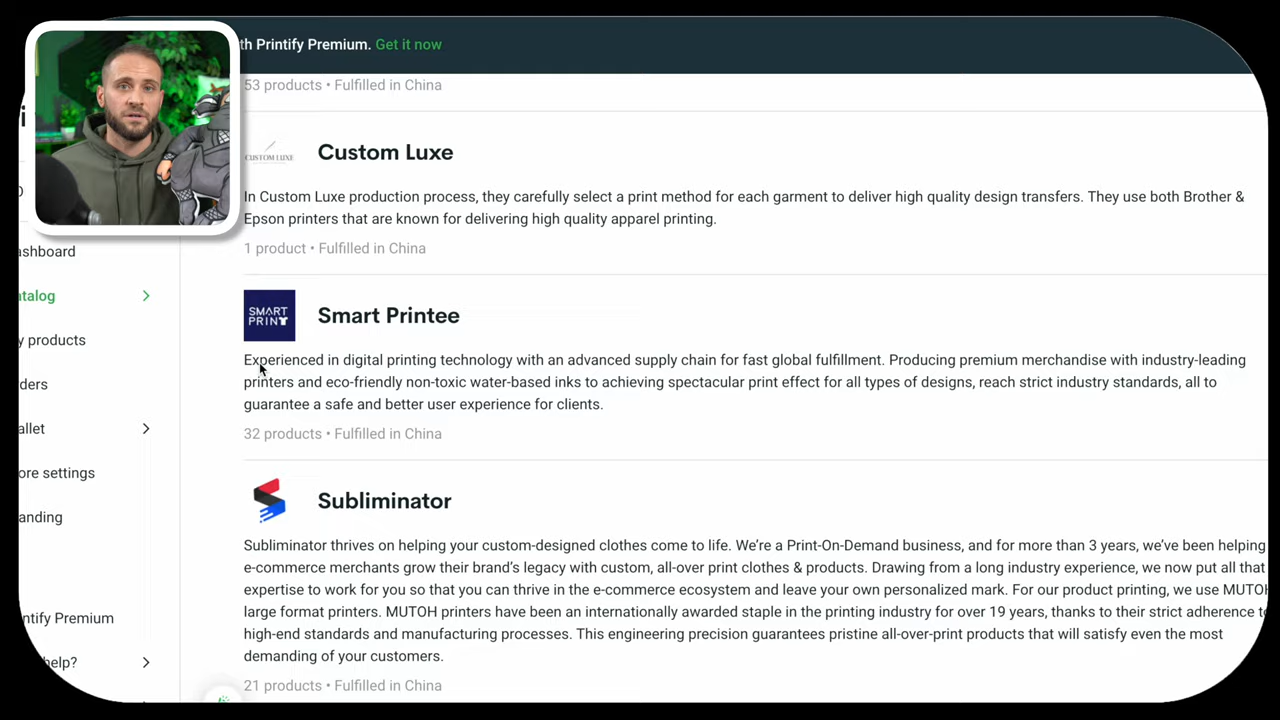 th Printify Premium. Get it now
53 products • Fulfilled in China
CUSTOM LUXE
Custom Luxe
In Custom Luxe production process, they carefully select a print method for each garment to deliver high quality design transfers. They use both Brother &
Epson printers that are known for delivering high quality apparel printing.
1 product • Fulfilled in China
ashboard
atalog
y products
ders
allet
ore settings
anding
ntify Premium
help?
SMART
PRINT
Smart Printee
Experienced in digital printing technology with an advanced supply chain for fast global fulfillment. Producing premium merchandise with industry-leading
printers and eco-friendly non-toxic water-based inks to achieving spectacular print effect for all types of designs, reach strict industry standards, all to
guarantee a safe and better user experience for clients.
32 products • Fulfilled in China
Subliminator
Subliminator thrives on helping your custom-designed clothes come to life. We’re a Print-On-Demand business, and for more than 3 years, we’ve been helping
e-commerce merchants grow their brand’s legacy with custom, all-over print clothes & products. Drawing from a long industry experience, we now put all that
expertise to work for you so that you can thrive in the e-commerce ecosystem and leave your own personalized mark. For our product printing, we use MUTOH
large format printers. MUTOH printers have been an internationally awarded staple in the printing industry for over 19 years, thanks to their strict adherence to
high-end standards and manufacturing processes. This engineering precision guarantees pristine all-over-print products that will satisfy even the most
demanding of your customers.
21 products • Fulfilled in China